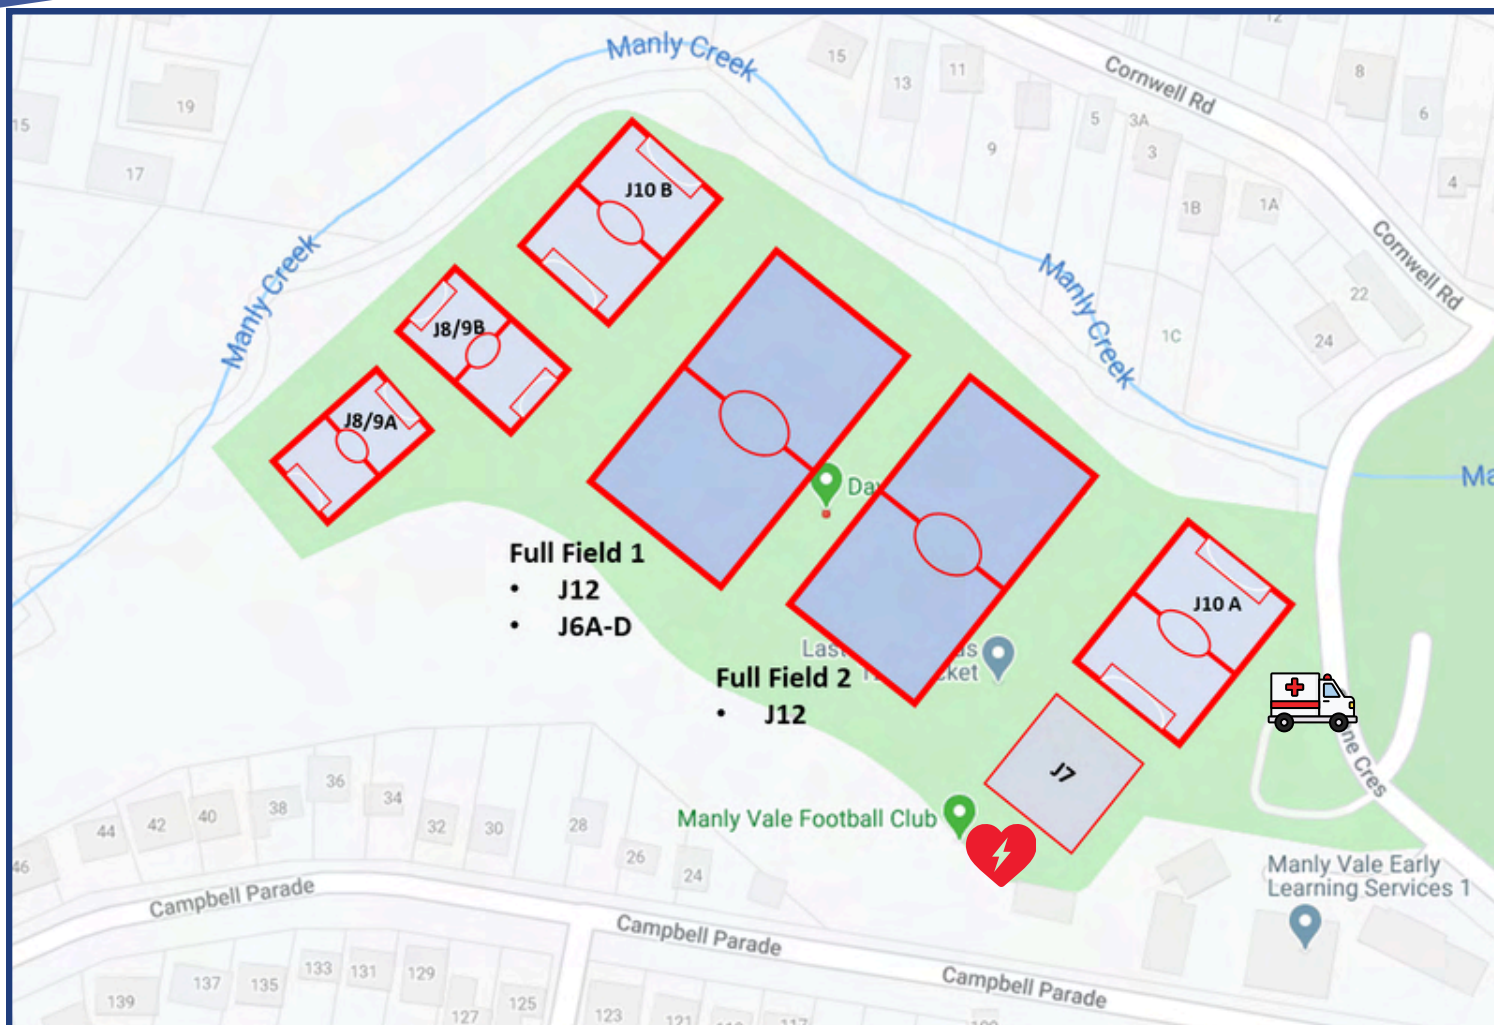 Manly Creek
Cornwell Rd
15
13
11
12
8
6
4
5
3A
3
9
1B
1A
19
15
17
J10 B
Cornwell Rd
Manly Creek
Manly Creek
22
24
1C
J8/9B
J8/9A
Full Field 1
• J12
• J6A-D
Full Field 2
• J12
J10 A
J7
Manly Vale Football Club
Manly Vale Early
Learning Services 1
36
34
38
40
42
44
46
32
30
28
26
24
Campbell Parade
Campbell Parade
Campbell Parade
139
137
135
133
131
129
127
125
123
121
117